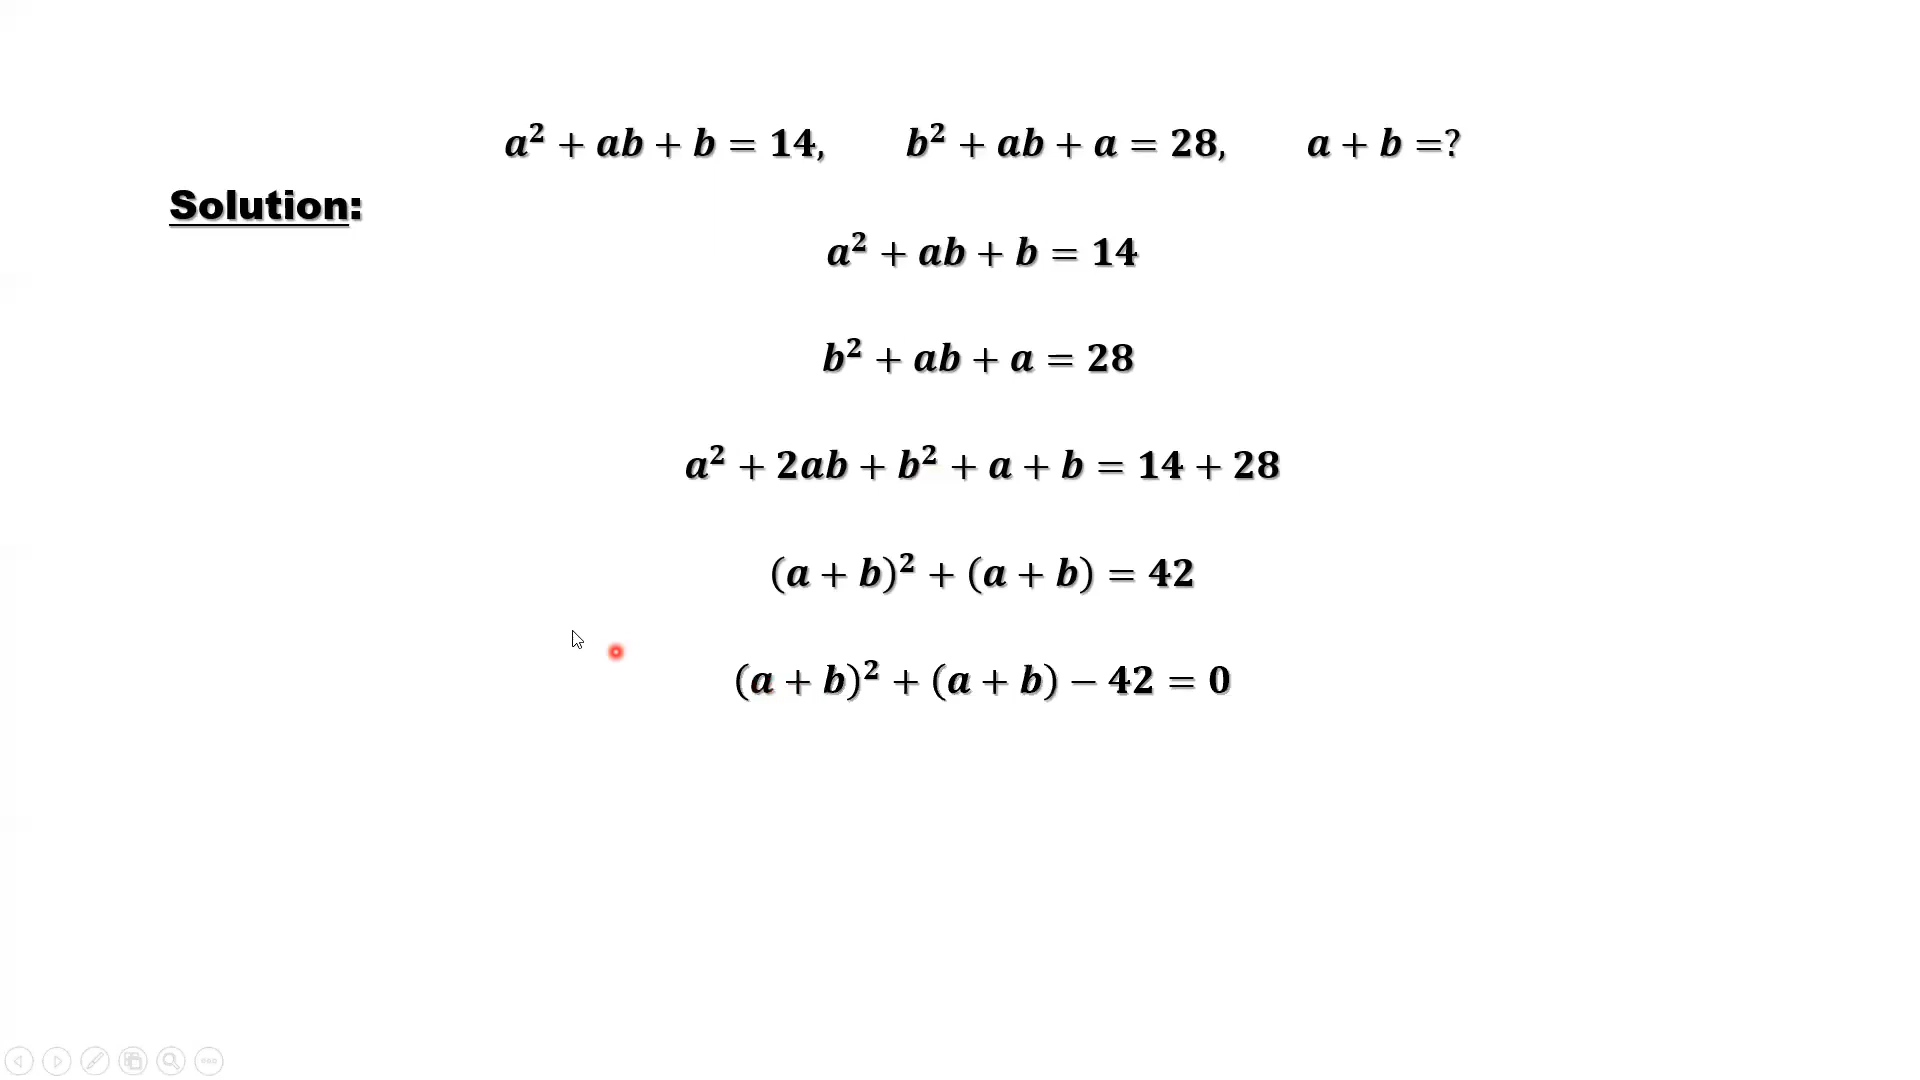 a² + ab + b = 14, b² + ab + a = 28, a + b =?
Solution:
a² + ab + b = 14
b² + ab + a = 28
a² + 2ab + b² + a + b = 14 + 28
(a + b)² + (a + b) = 42
(a + b)² + (a + b) − 42 = 0